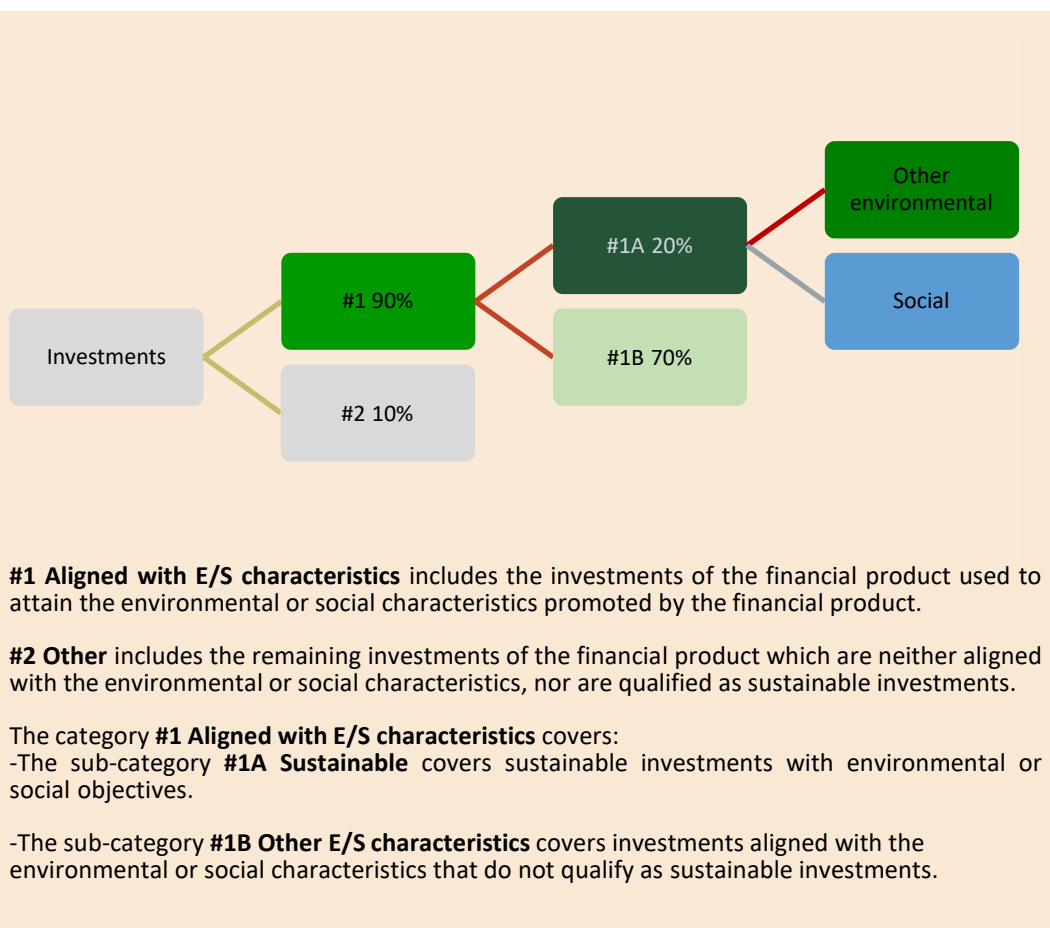 Other
environmental
#1A 20%
#1 90%
Social
Investments
#1B 70%
#2 10%
#1 Aligned with E/S characteristics includes the investments of the financial product used to
attain the environmental or social characteristics promoted by the financial product.
#2 Other includes the remaining investments of the financial product which are neither aligned
with the environmental or social characteristics, nor are qualified as sustainable investments.
The category #1 Aligned with E/S characteristics covers:
-The sub-category #1A Sustainable covers sustainable investments with environmental or
social objectives.
-The sub-category #1B Other E/S characteristics covers investments aligned with the
environmental or social characteristics that do not qualify as sustainable investments.